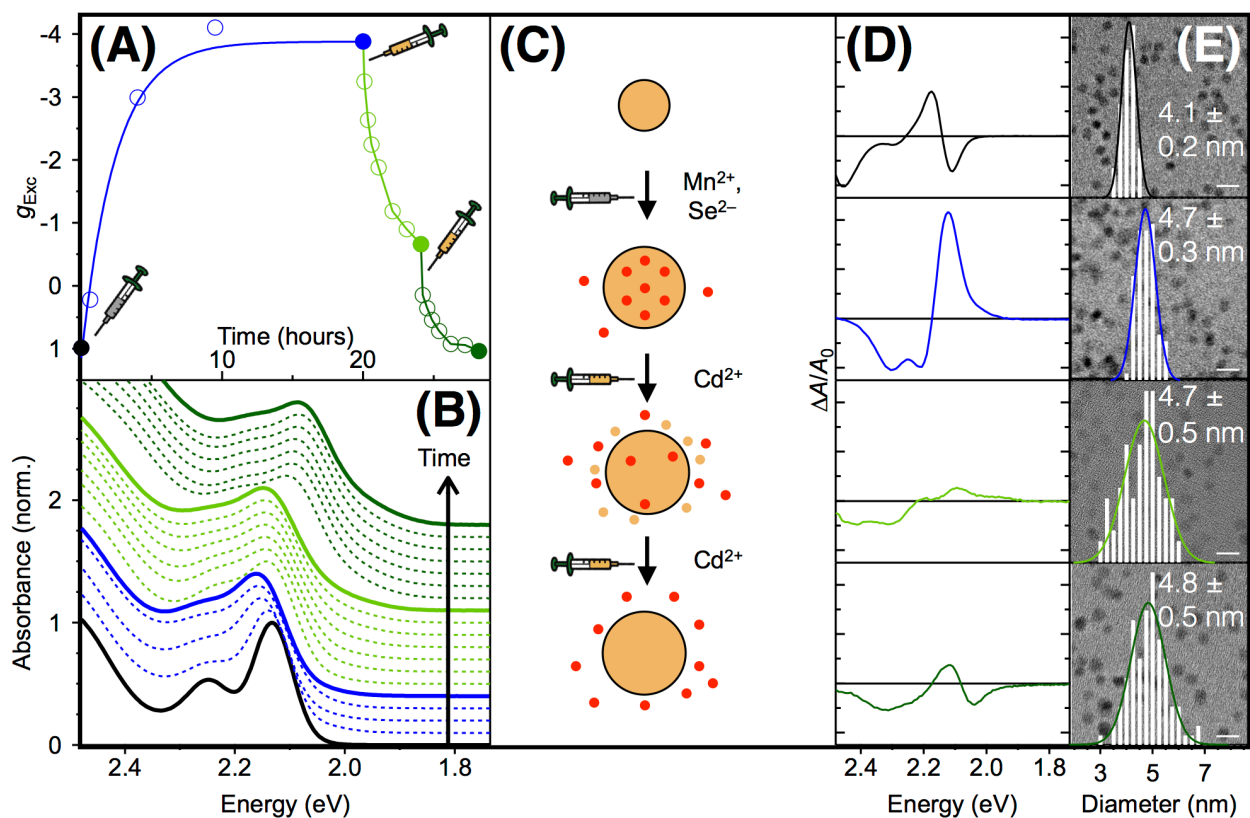 (A)
-4
-3
-2
-1
0
1
gExc
Time (hours)
10
20
(B)
Time
2
1
0
Absorbance (norm.)
2.4
2.2
2.0
1.8
Energy (eV)
(C)
Mn2+,
Se2–
Cd2+
Cd2+
(D)
ΔA/A0
2.4
2.2
2.0
1.8
Energy (eV)
(E)
4.1 ±
0.2 nm
4.7 ±
0.3 nm
4.7 ±
0.5 nm
4.8 ±
0.5 nm
3
5
7
Diameter (nm)